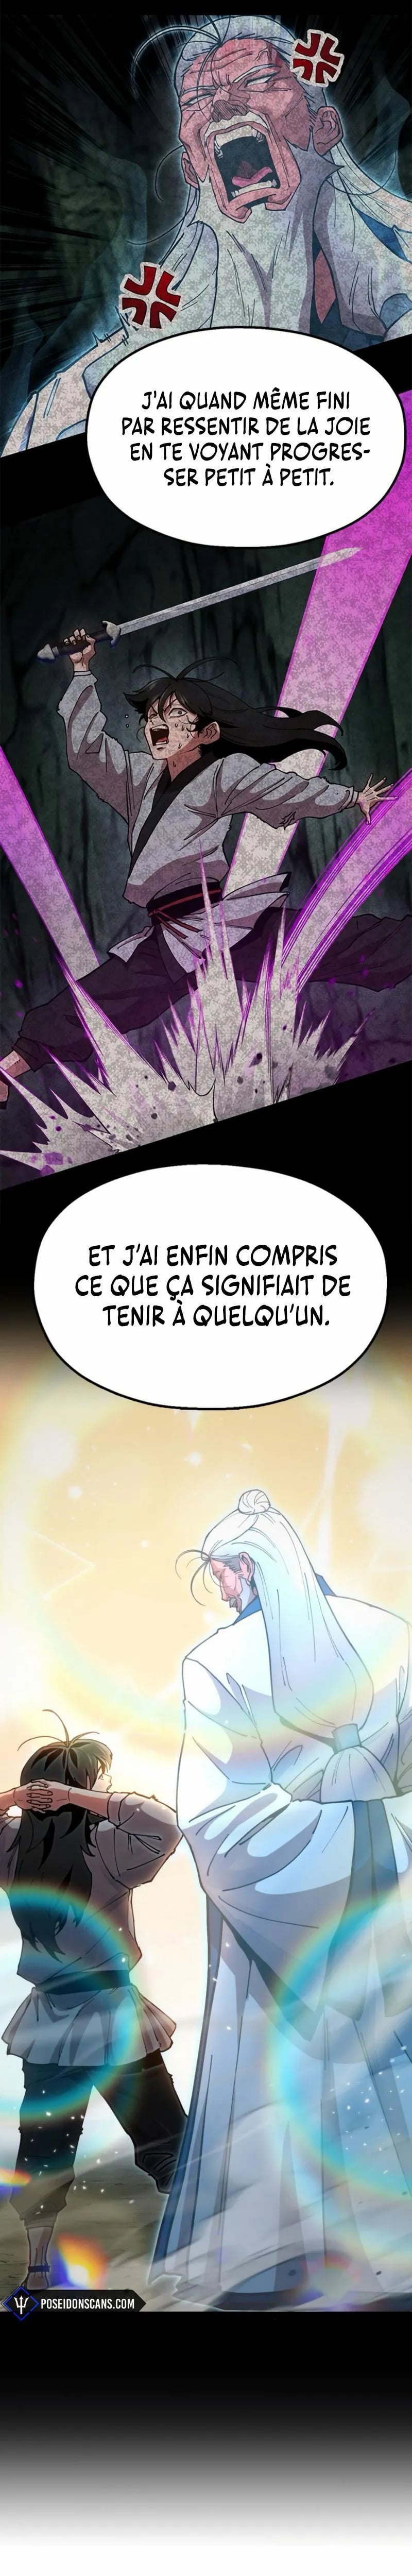 J'AI QUAND MÊME FINI
PAR RESSENTIR DE LA JOIE
EN TE VOYANT PROGRES-
SER PETIT À PETIT.
ET J'AI ENFIN COMPRIS
CE QUE ÇA SIGNIFIAIT DE
TENIR À QUELQU'UN.
POSEIDONSCANS.COM